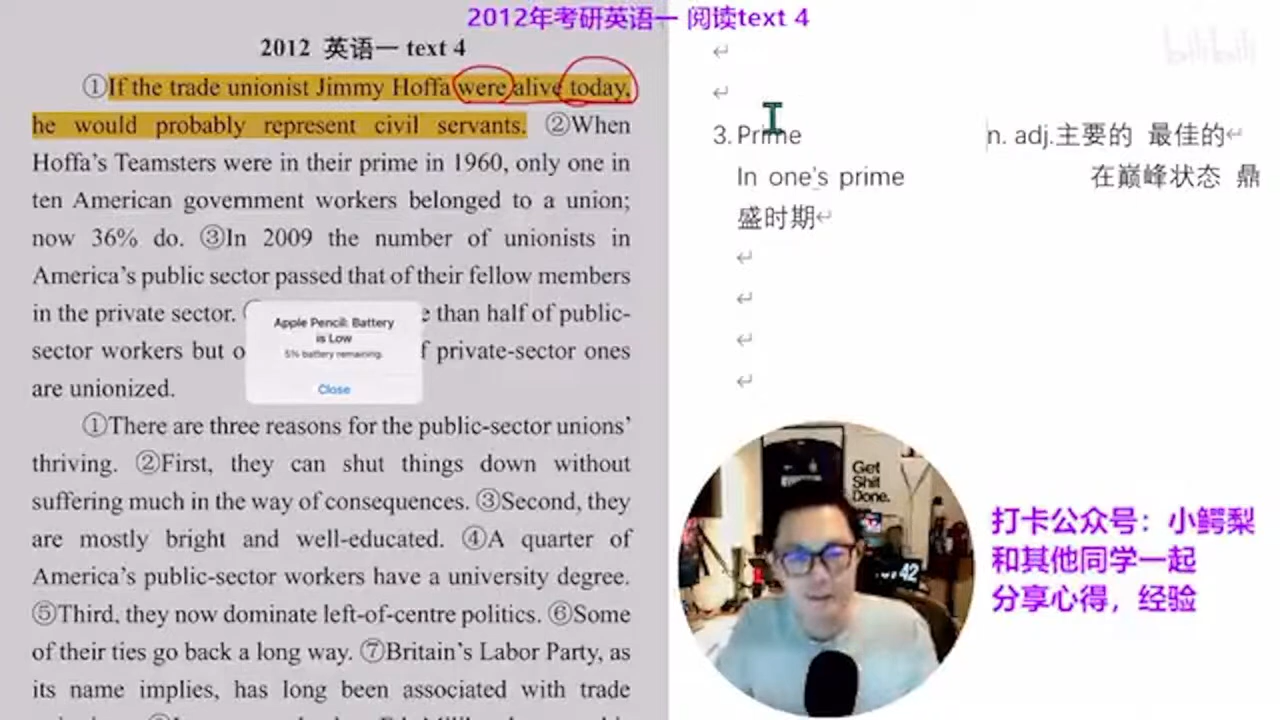 2012年考研英语一 阅读text 4
2012 英语一 text 4
①If the trade unionist Jimmy Hoffa were alive today,
he would probably represent civil servants. ②When
Hoffa's Teamsters were in their prime in 1960, only one in
ten American government workers belonged to a union;
now 36% do. ③In 2009 the number of unionists in
America's public sector passed that of their fellow members
in the private sector. e than half of public-
sector workers but o f private-sector ones
are unionized.
Apple Pencil: Battery
is Low
5% battery remaining.
Close
①There are three reasons for the public-sector unions'
thriving. ②First, they can shut things down without
suffering much in the way of consequences. ③Second, they
are mostly bright and well-educated. ④A quarter of
America's public-sector workers have a university degree.
⑤Third, they now dominate left-of-centre politics. ⑥Some
of their ties go back a long way. ⑦Britain's Labor Party, as
its name implies, has long been associated with trade
bilibili
3. Prime n. adj.主要的 最佳的
In one's prime 在巅峰状态 鼎
盛时期
Get
Shit
Done.
打卡公众号：小鳄梨
和其他同学一起
分享心得，经验